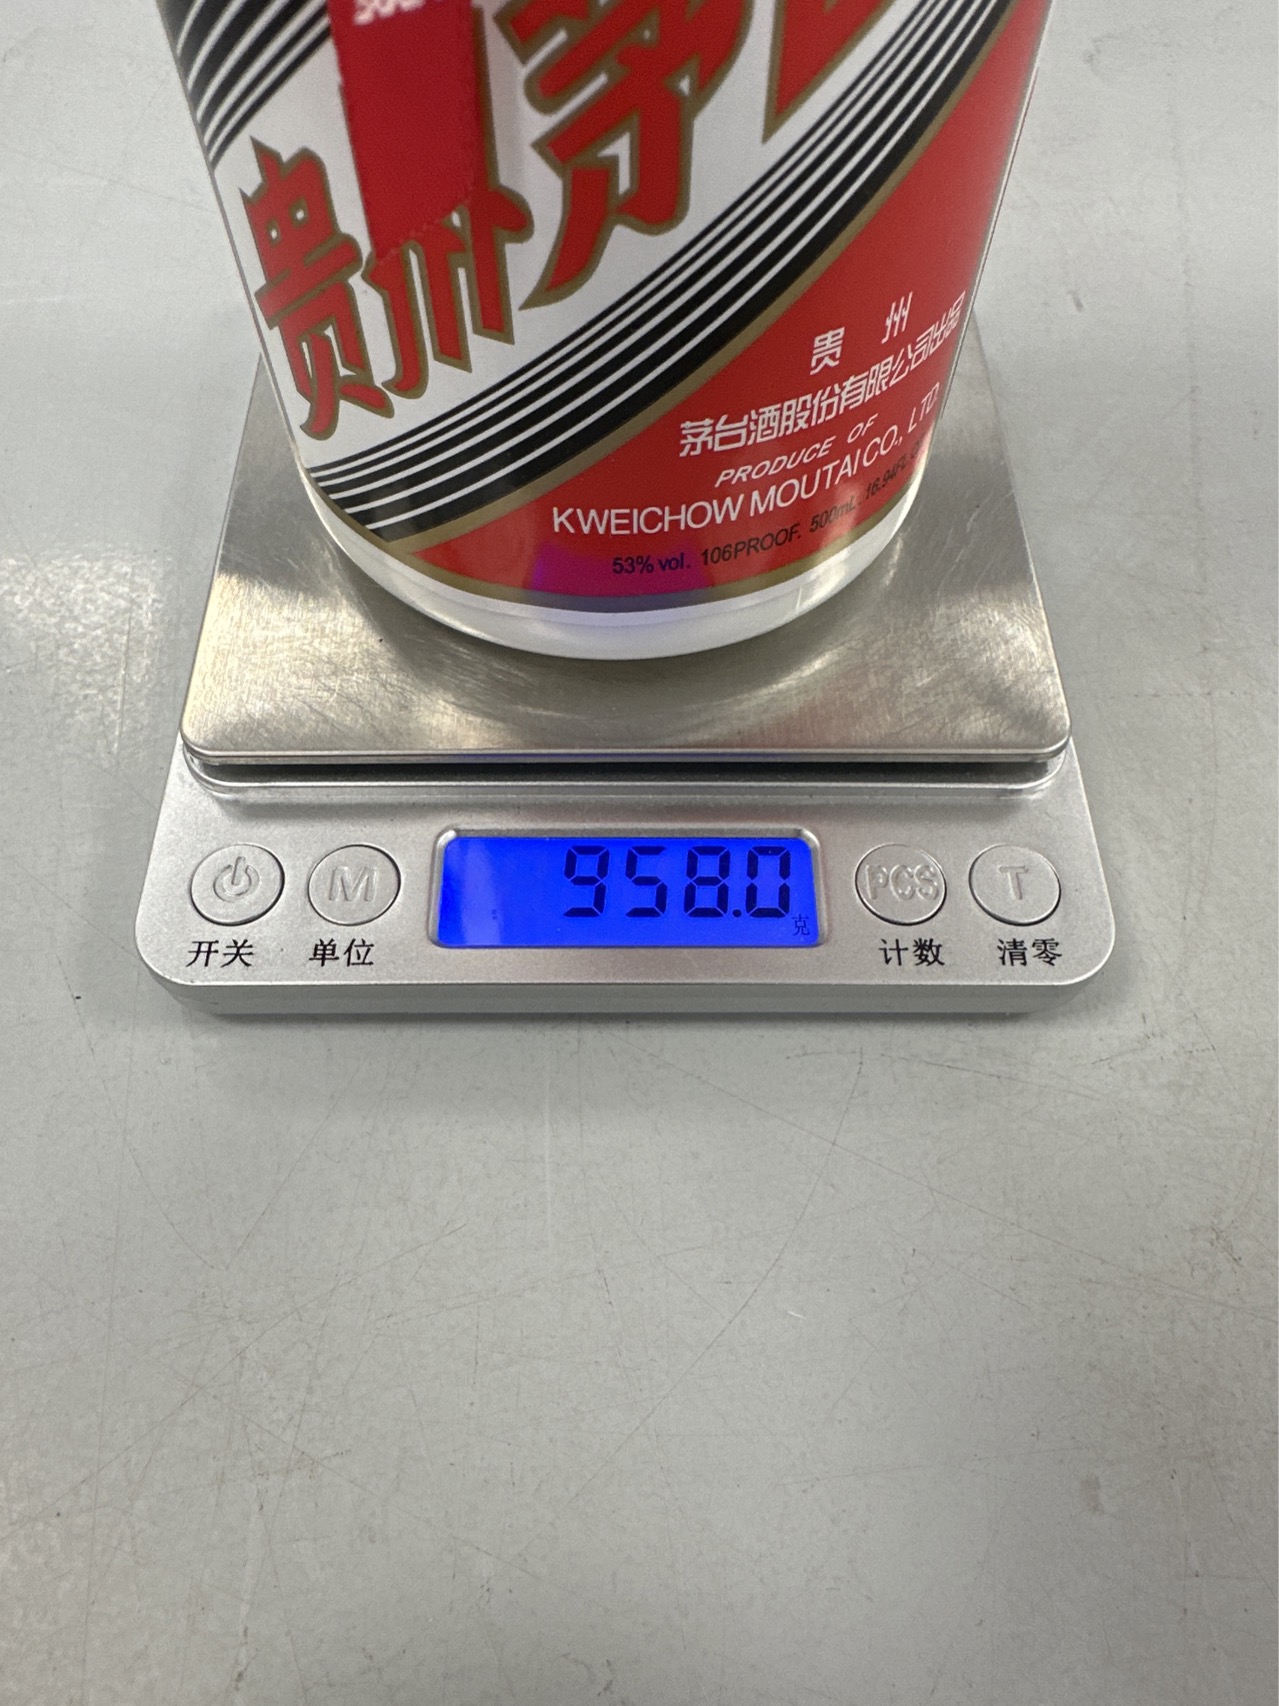 贵州茅
贵州
茅台酒股份有限公司出品
PRODUCE OF
KWEICHOW MOUTAI CO., LTD
53% vol. 106PROOF. 500mL. 16.94FL
958.0
克
M
PCS
T
开关
单位
计数
清零